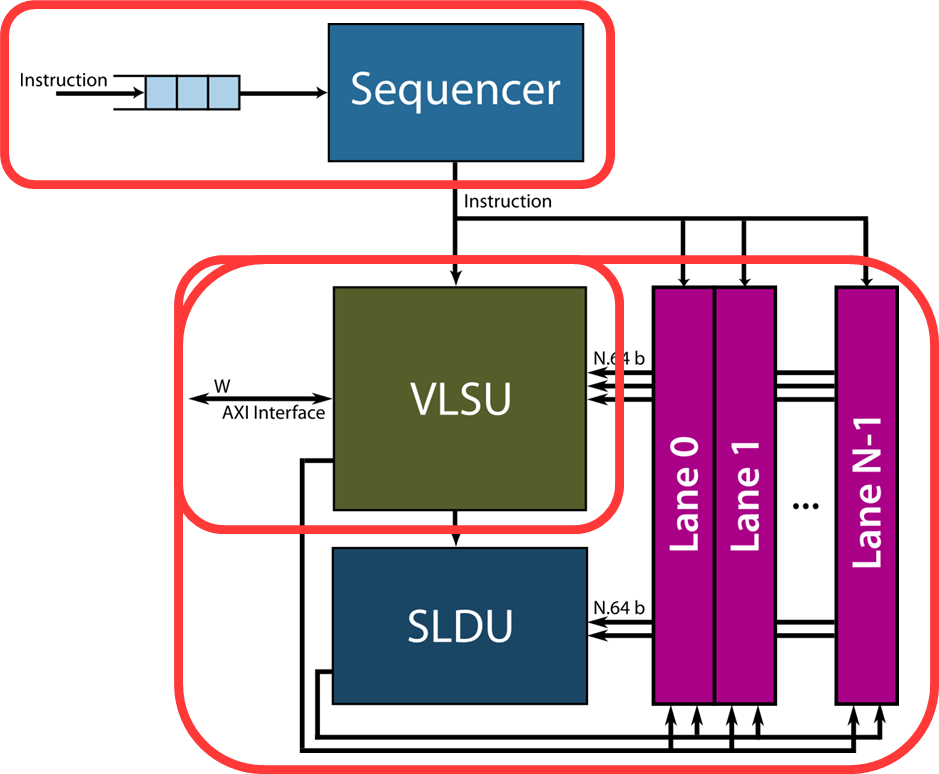 Instruction
Sequencer
Instruction
N.64 b
W
AXI Interface
VLSU
Lane 0
Lane 1
...
Lane N-1
N.64 b
SLDU